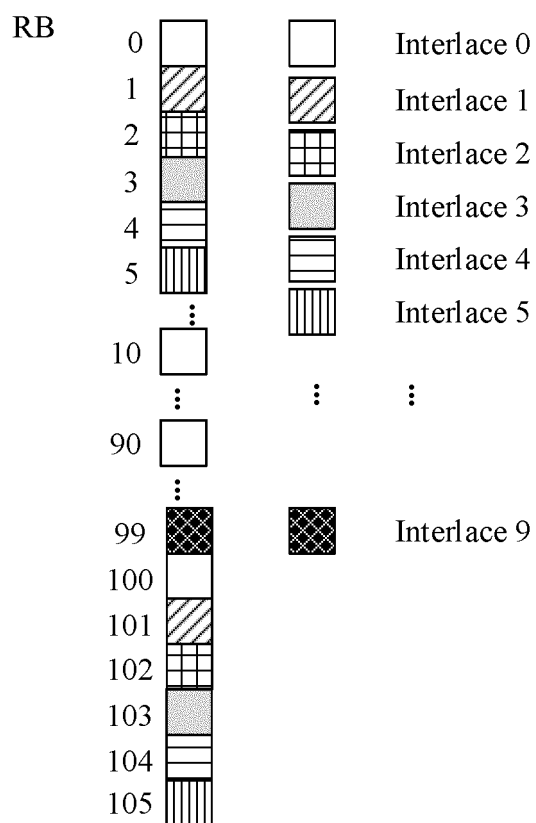 RB
0 Interlace 0
1 Interlace 1
2 Interlace 2
3 Interlace 3
4 Interlace 4
5 Interlace 5
10
90
99 Interlace 9
100
101
102
103
104
105